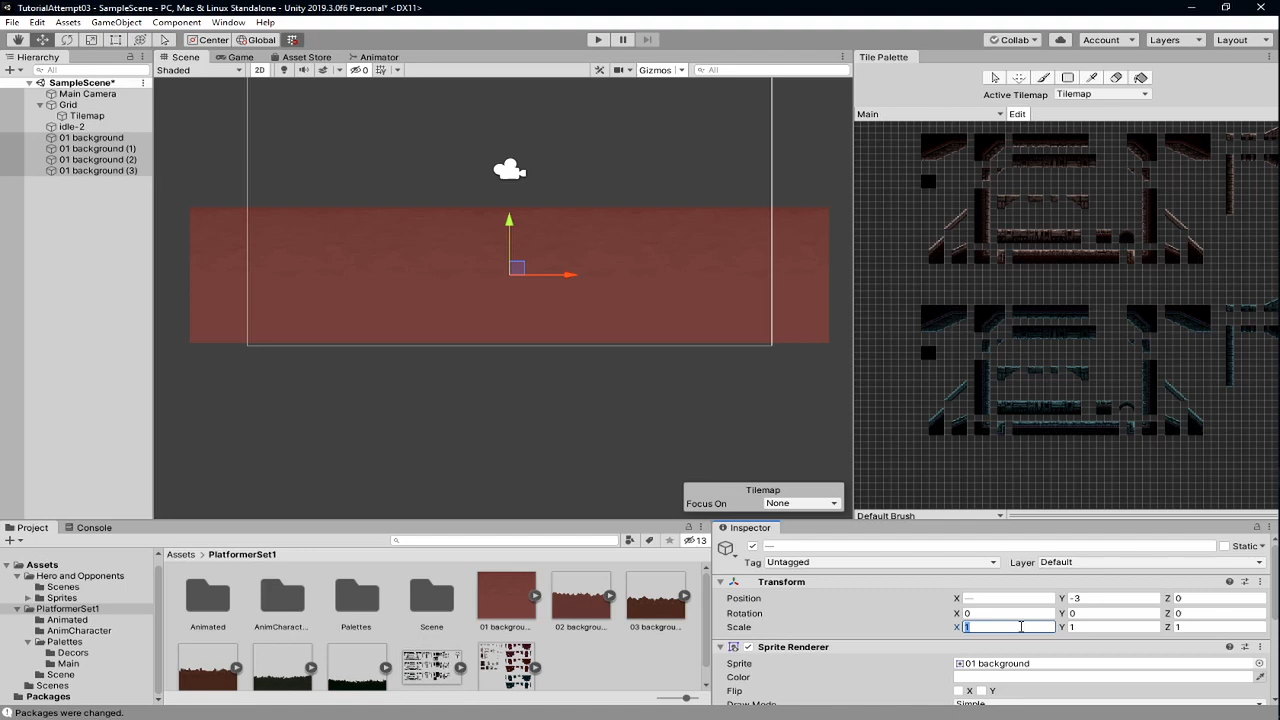 TutorialAttempt03 - SampleScene - PC, Mac & Linux Standalone - Unity 2019.3.0f6 Personal* <DX11>
File Edit Assets GameObject Component Window Help
Center Global Collab Account Layers Layout
Hierarchy Scene Game Asset Store Animator Tile Palette
All Shaded 2D 0 Gizmos All
SampleScene*
Main Camera
Grid
Tilemap
idle-2
01 background
01 background (1)
01 background (2)
01 background (3)
Active Tilemap Tilemap
Main Edit
Tilemap
Focus On None
Default Brush
Project Console
13
Assets
Hero and Opponents
Scenes
Sprites
PlatformerSet1
Animated
AnimCharacter
Palettes
Decors
Main
Scene
Scenes
Packages
Assets > PlatformerSet1
Animated AnimCharact... Palettes Scene 01 backgrou... 02 backgrou... 03 backgrou...
Inspector
— Static
Tag Untagged Layer Default
Transform
Position X — Y -3 Z 0
Rotation X 0 Y 0 Z 0
Scale X 1 Y 1 Z 1
Sprite Renderer
Sprite 01 background
Color
Flip X Y
Draw Mode Simple
Packages were changed.